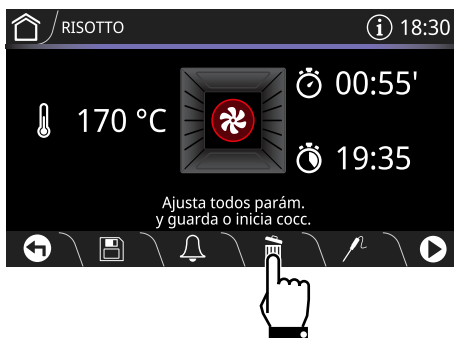 RISOTTO
18:30
170 °C
00:55'
19:35
Ajusta todos parám.
y guarda o inicia cocc.